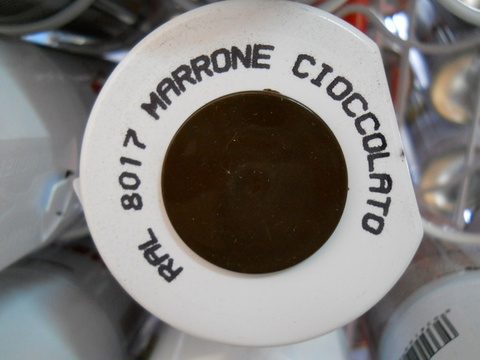 RAL 8017 MARRONE CIOCCOLATO